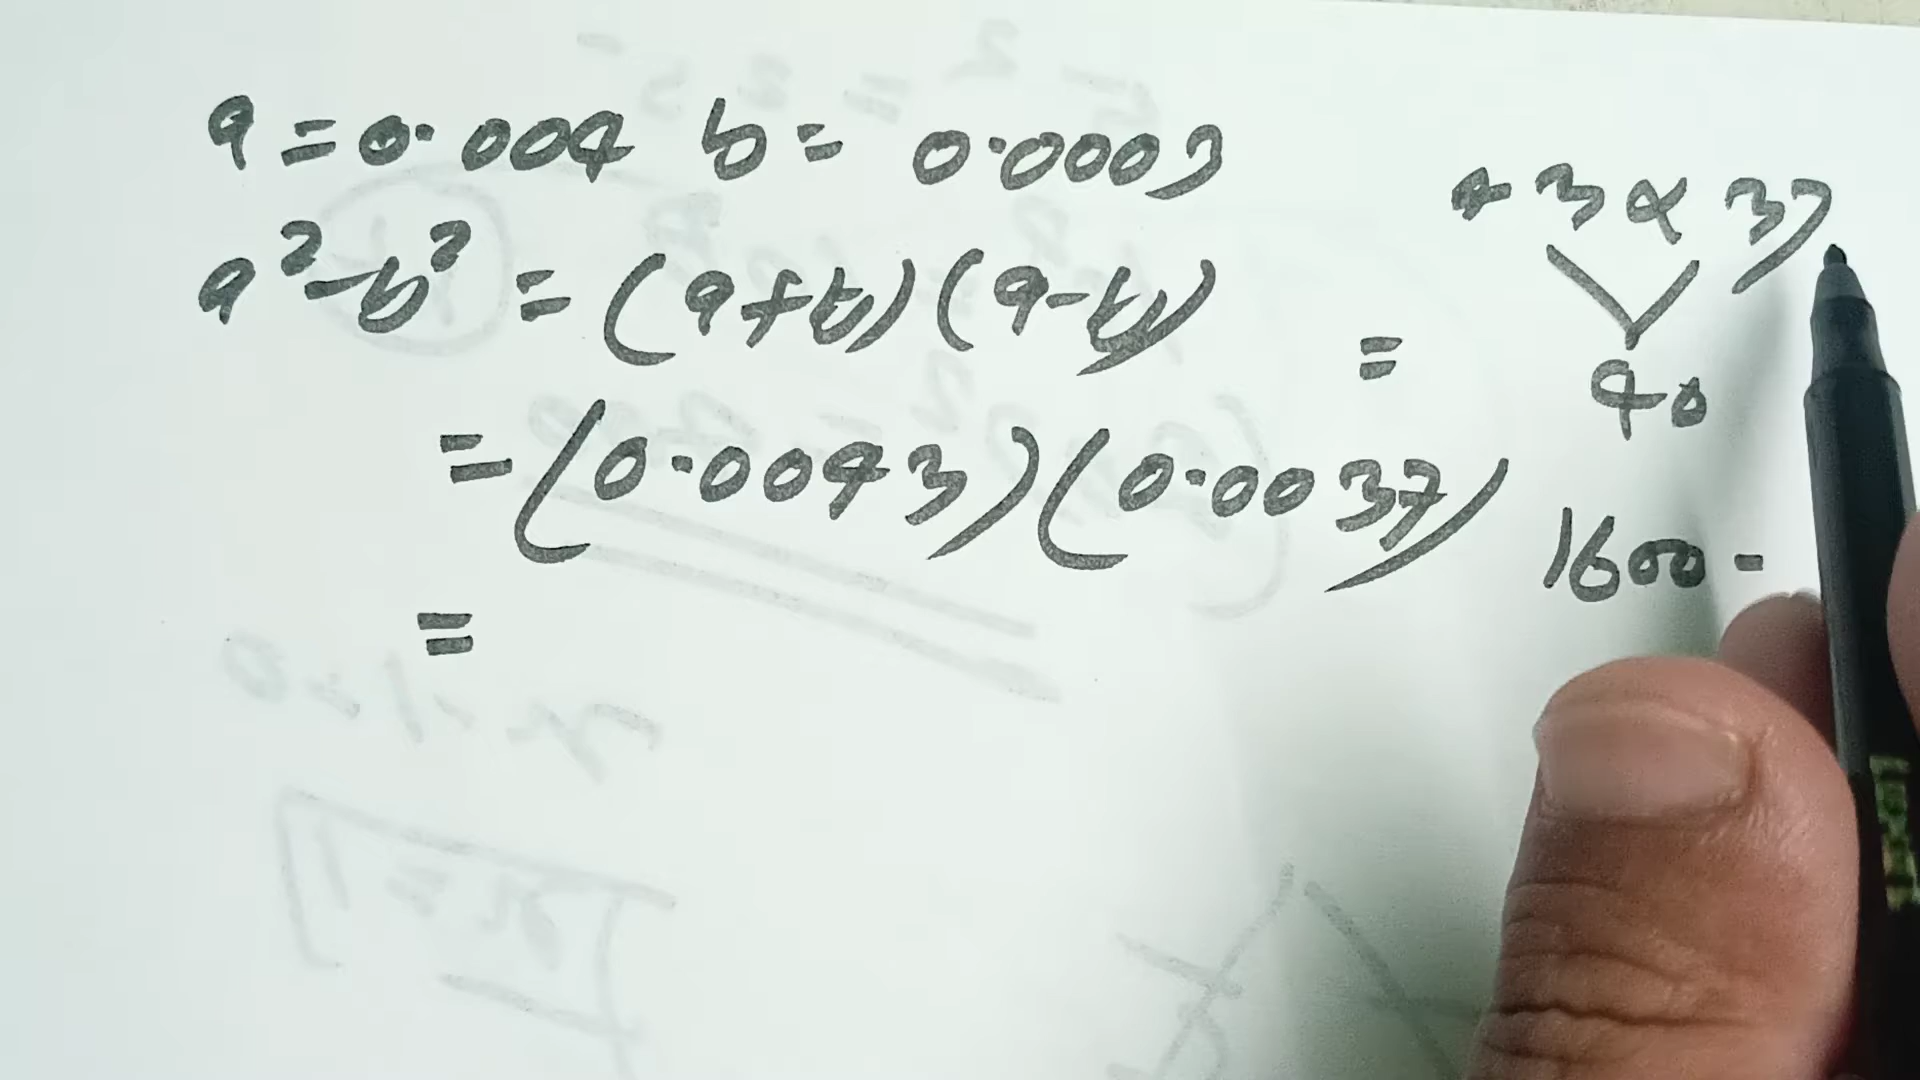 a = 0.004 b = 0.0003
a² - b² = (a+b)(a-b)
= (0.0043)(0.0037)
=
43 x 37
=
40
1600 -